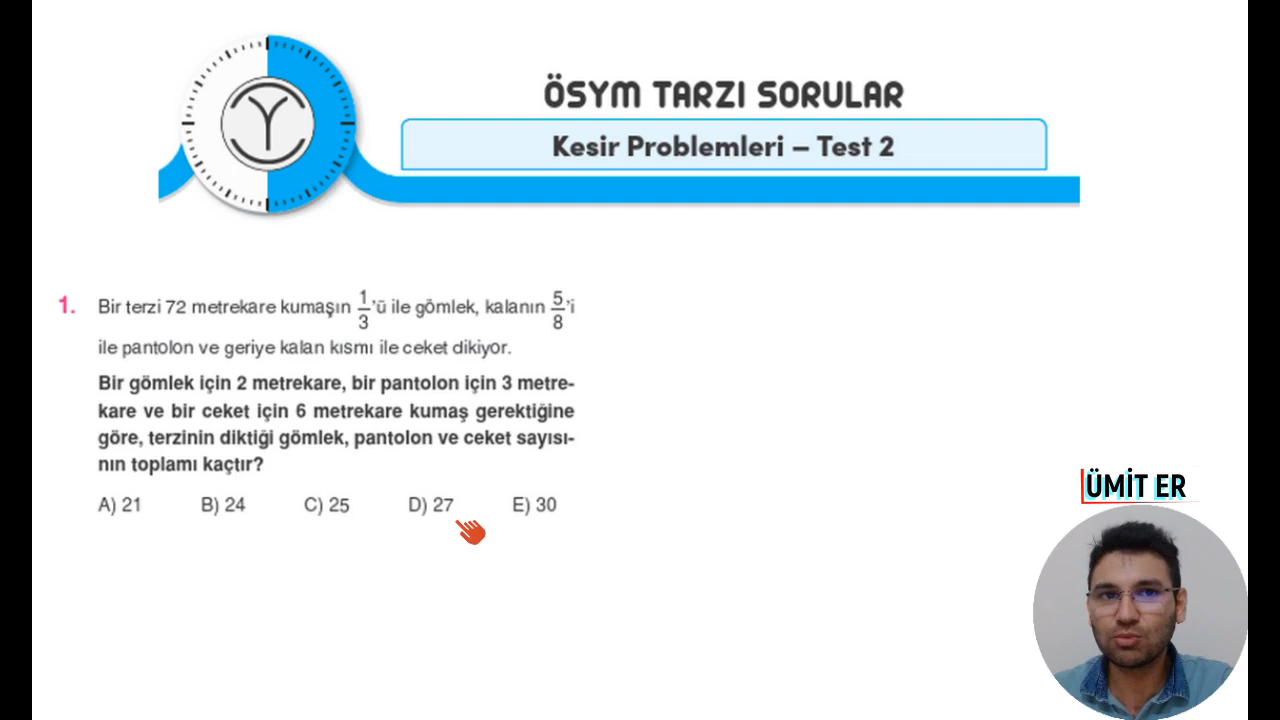 ÖSYM TARZI SORULAR
Kesir Problemleri – Test 2
1. Bir terzi 72 metrekare kumaşın 1/3'ü ile gömlek, kalanın 5/8'i
ile pantolon ve geriye kalan kısmı ile ceket dikiyor.
Bir gömlek için 2 metrekare, bir pantolon için 3 metre-
kare ve bir ceket için 6 metrekare kumaş gerektiğine
göre, terzinin diktiği gömlek, pantolon ve ceket sayısı-
nın toplamı kaçtır?
A) 21 B) 24 C) 25 D) 27 E) 30
ÜMİT ER